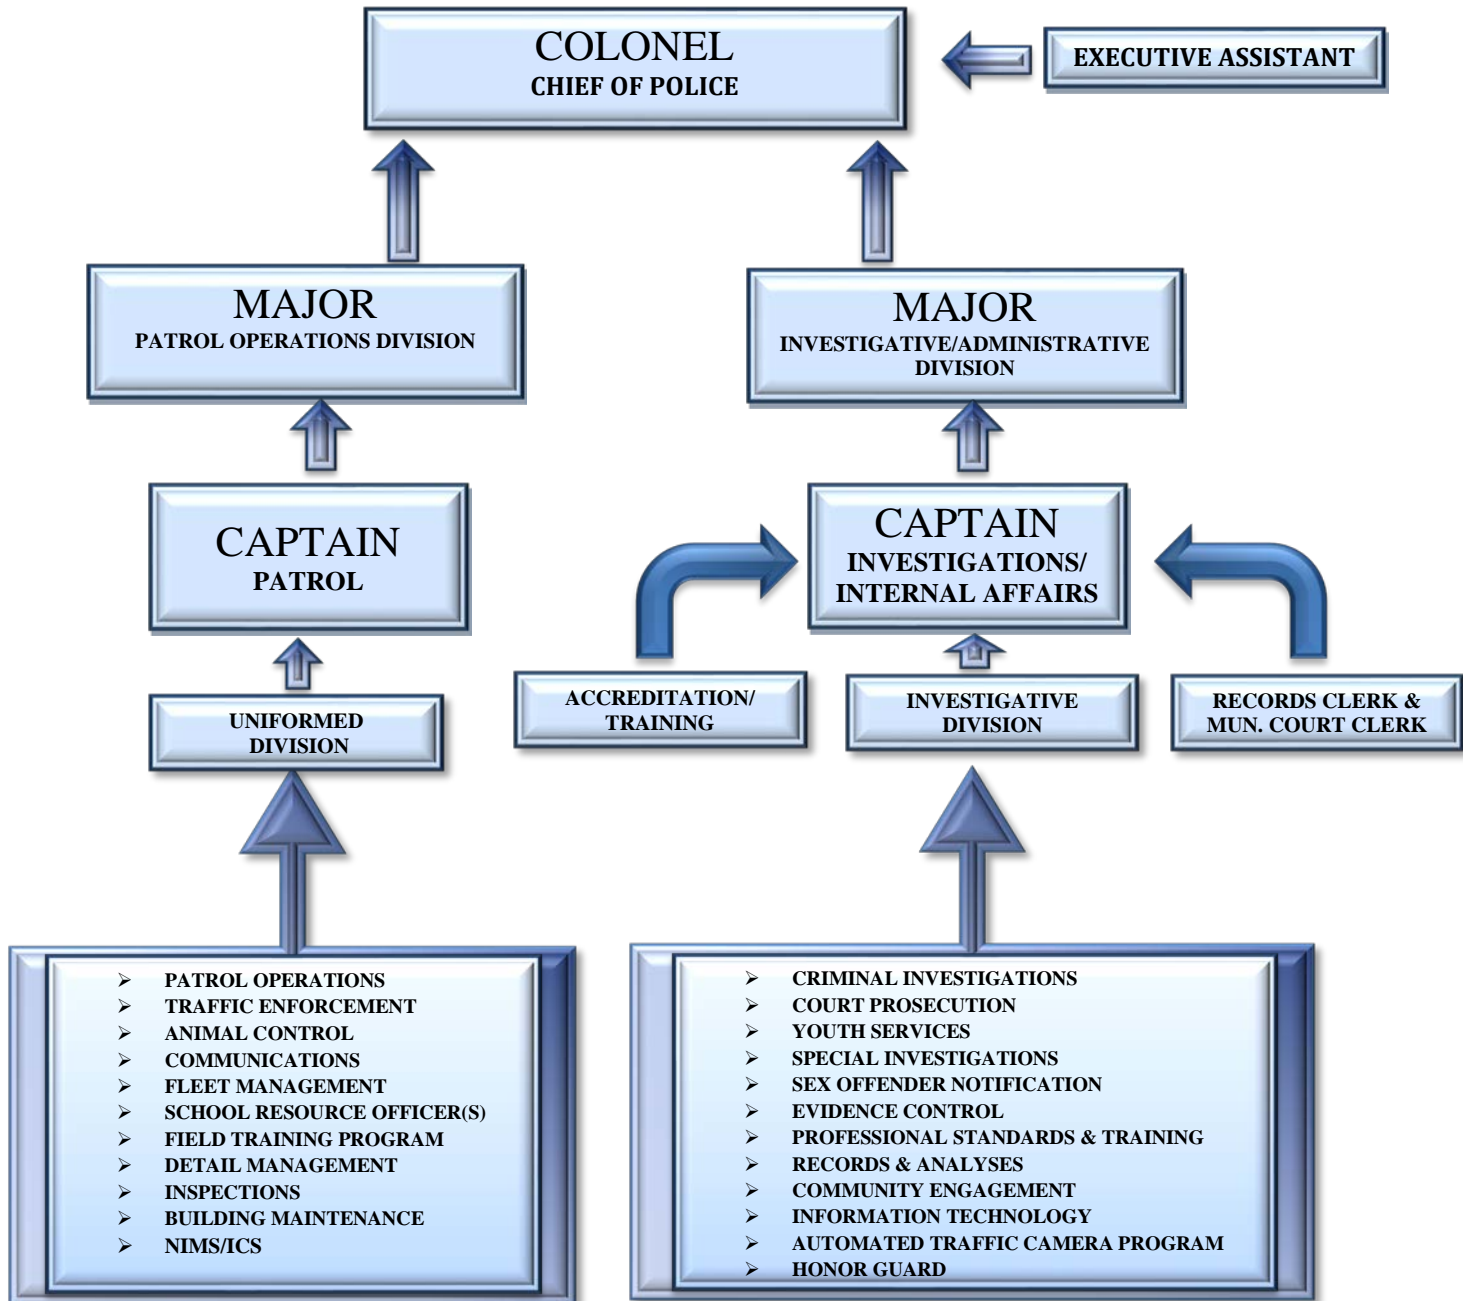 COLONEL
CHIEF OF POLICE
EXECUTIVE ASSISTANT
MAJOR
PATROL OPERATIONS DIVISION
MAJOR
INVESTIGATIVE/ADMINISTRATIVE
DIVISION
CAPTAIN
PATROL
CAPTAIN
INVESTIGATIONS/
INTERNAL AFFAIRS
UNIFORMED
DIVISION
ACCREDITATION/
TRAINING
INVESTIGATIVE
DIVISION
RECORDS CLERK &
MUN. COURT CLERK
PATROL OPERATIONS
TRAFFIC ENFORCEMENT
ANIMAL CONTROL
COMMUNICATIONS
FLEET MANAGEMENT
SCHOOL RESOURCE OFFICER(S)
FIELD TRAINING PROGRAM
DETAIL MANAGEMENT
INSPECTIONS
BUILDING MAINTENANCE
NIMS/ICS
CRIMINAL INVESTIGATIONS
COURT PROSECUTION
YOUTH SERVICES
SPECIAL INVESTIGATIONS
SEX OFFENDER NOTIFICATION
EVIDENCE CONTROL
PROFESSIONAL STANDARDS & TRAINING
RECORDS & ANALYSES
COMMUNITY ENGAGEMENT
INFORMATION TECHNOLOGY
AUTOMATED TRAFFIC CAMERA PROGRAM
HONOR GUARD